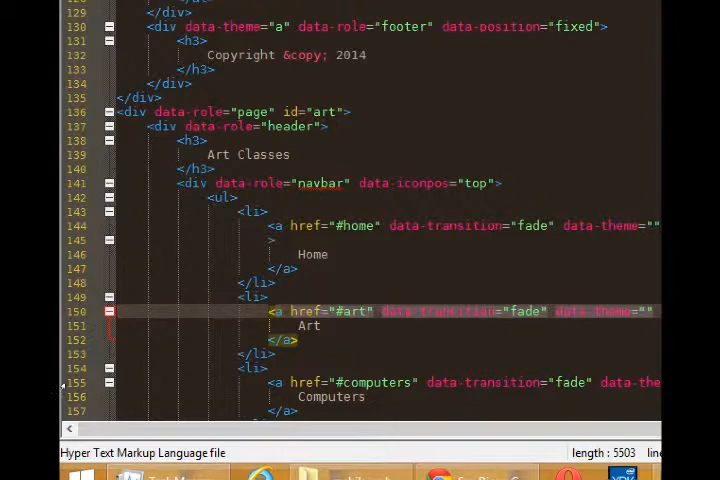 129 </div>
130 <div data-theme="a" data-role="footer" data-position="fixed">
131 <h3>
132 Copyright &copy; 2014
133 </h3>
134 </div>
135 </div>
136 <div data-role="page" id="art">
137 <div data-role="header">
138 <h3>
139 Art Classes
140 </h3>
141 <div data-role="navbar" data-iconpos="top">
142 <ul>
143 <li>
144 <a href="#home" data-transition="fade" data-theme=""
145 >
146 Home
147 </a>
148 </li>
149 <li>
150 <a href="#art" data-transition="fade" data-theme=""
151 Art
152 </a>
153 </li>
154 <li>
155 <a href="#computers" data-transition="fade" data-the
156 Computers
157 </a>
Hyper Text Markup Language file length : 5503 line